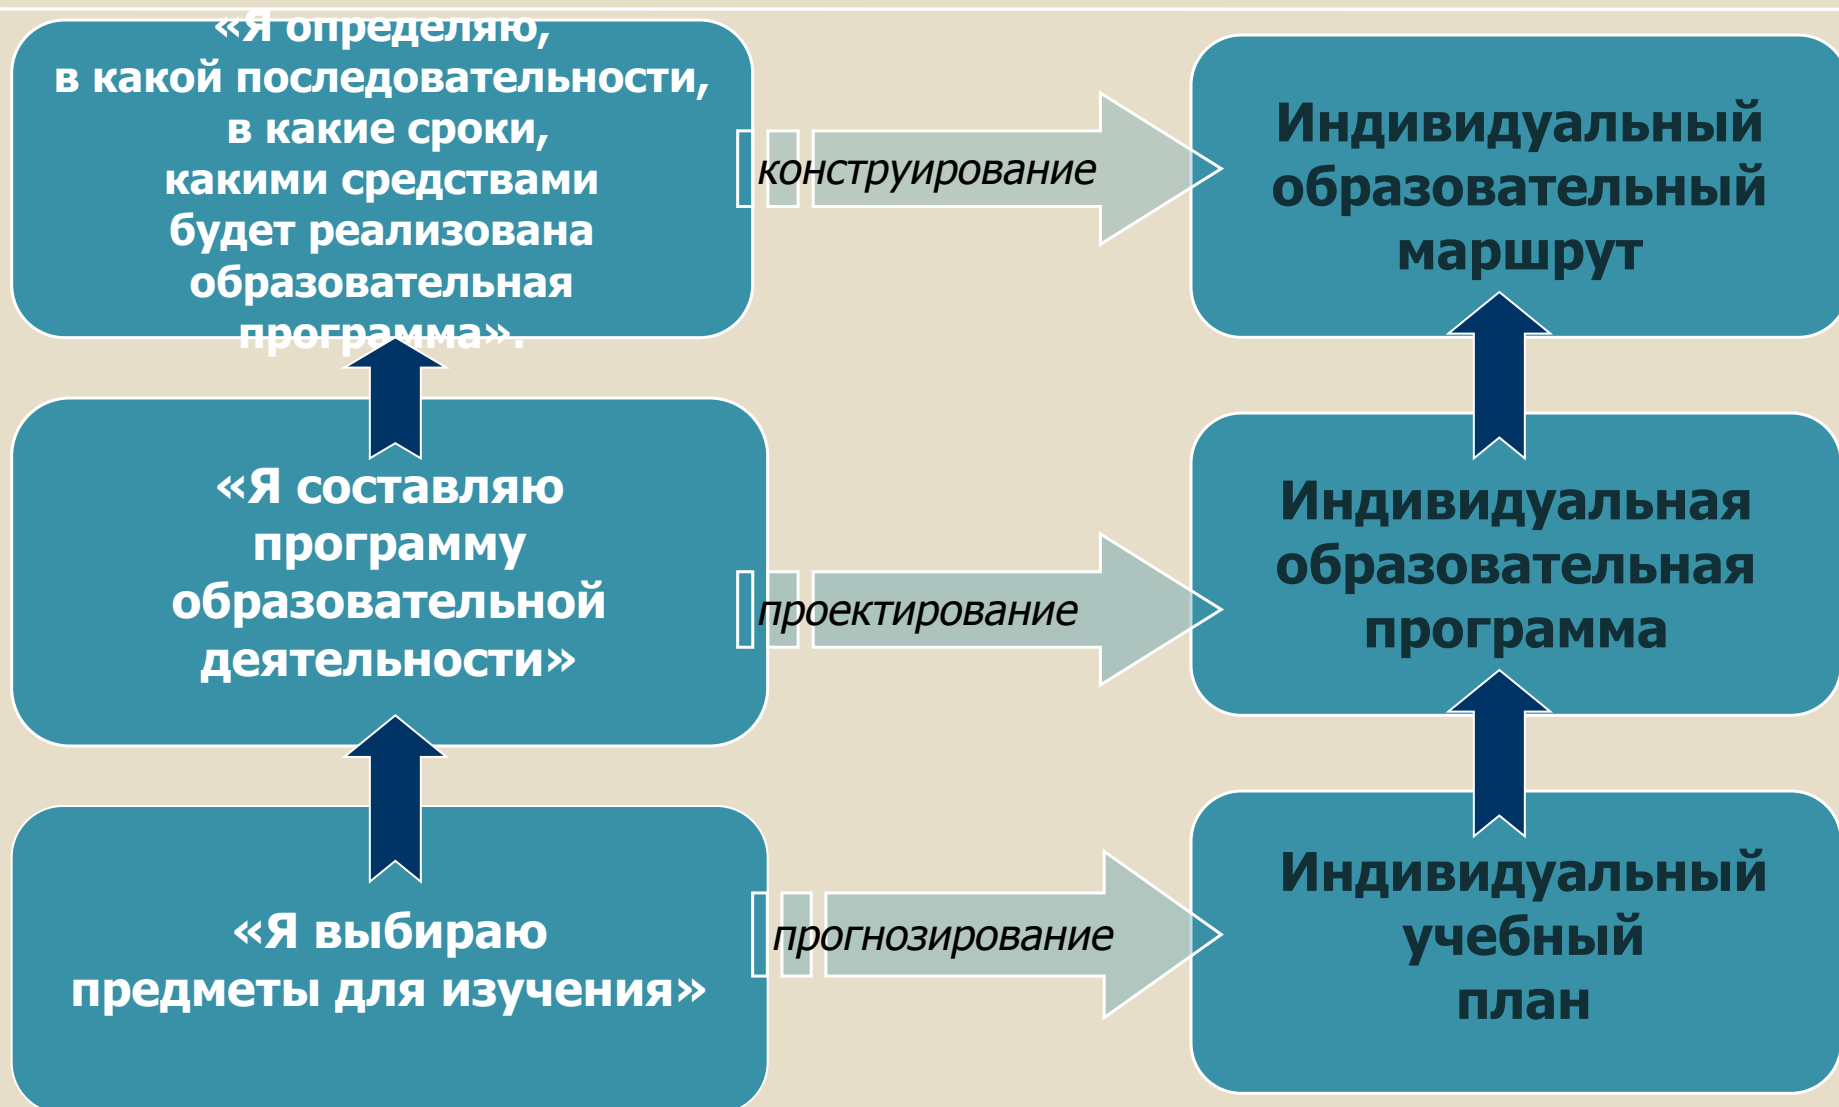 «Я определяю,
в какой последовательности,
в какие сроки,
какими средствами
будет реализована
образовательная
программа».
конструирование
Индивидуальный
образовательный
маршрут
«Я составляю
программу
образовательной
деятельности»
проектирование
Индивидуальная
образовательная
программа
«Я выбираю
предметы для изучения»
прогнозирование
Индивидуальный
учебный
план